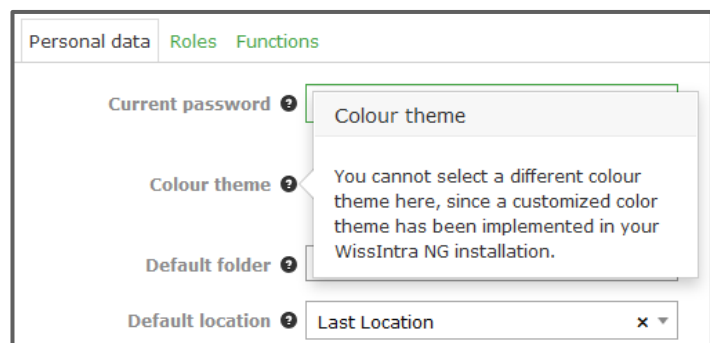 Personal data Roles Functions
Current password ?
Colour theme
Colour theme ?
You cannot select a different colour
theme here, since a customized color
theme has been implemented in your
WissIntra NG installation.
Default folder ?
Default location ? Last Location x